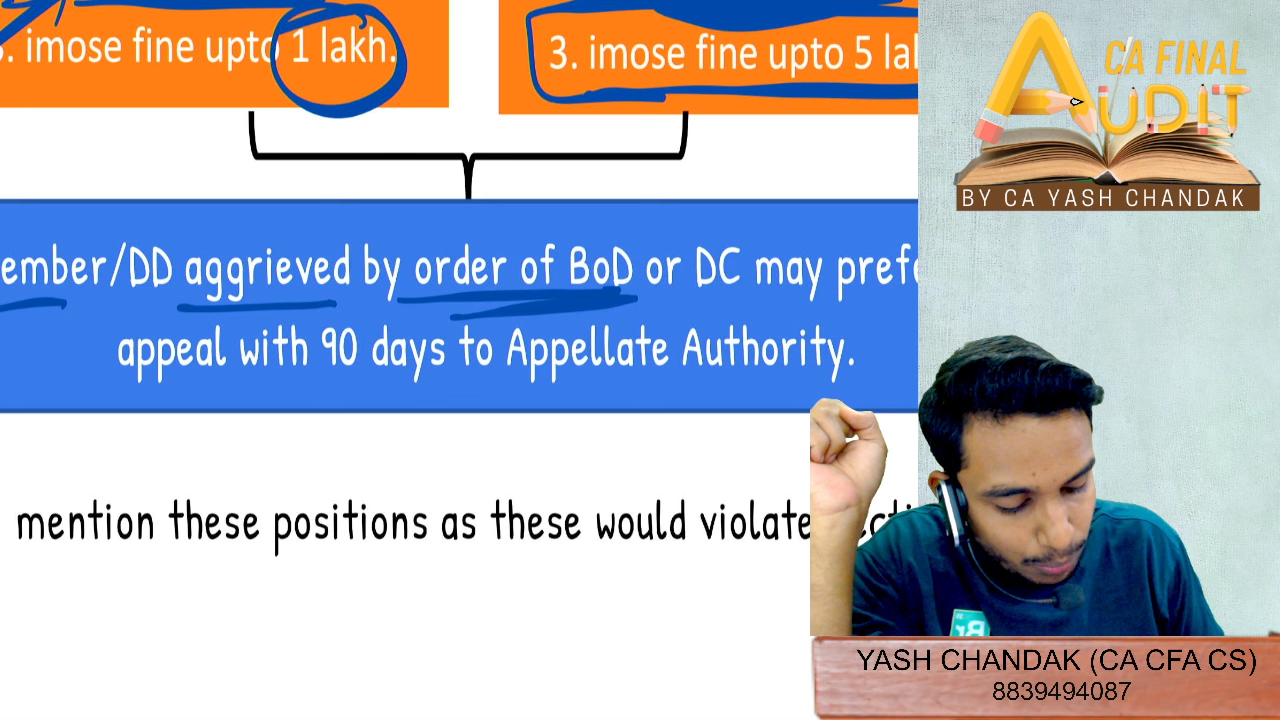 . imose fine upto 1 lakh.
3. imose fine upto 5 lak
ember/DD aggrieved by order of BoD or DC may prefe
appeal with 90 days to Appellate Authority.
mention these positions as these would violate
CA FINAL
AUDIT
BY CA YASH CHANDAK
Br
YASH CHANDAK (CA CFA CS)
8839494087